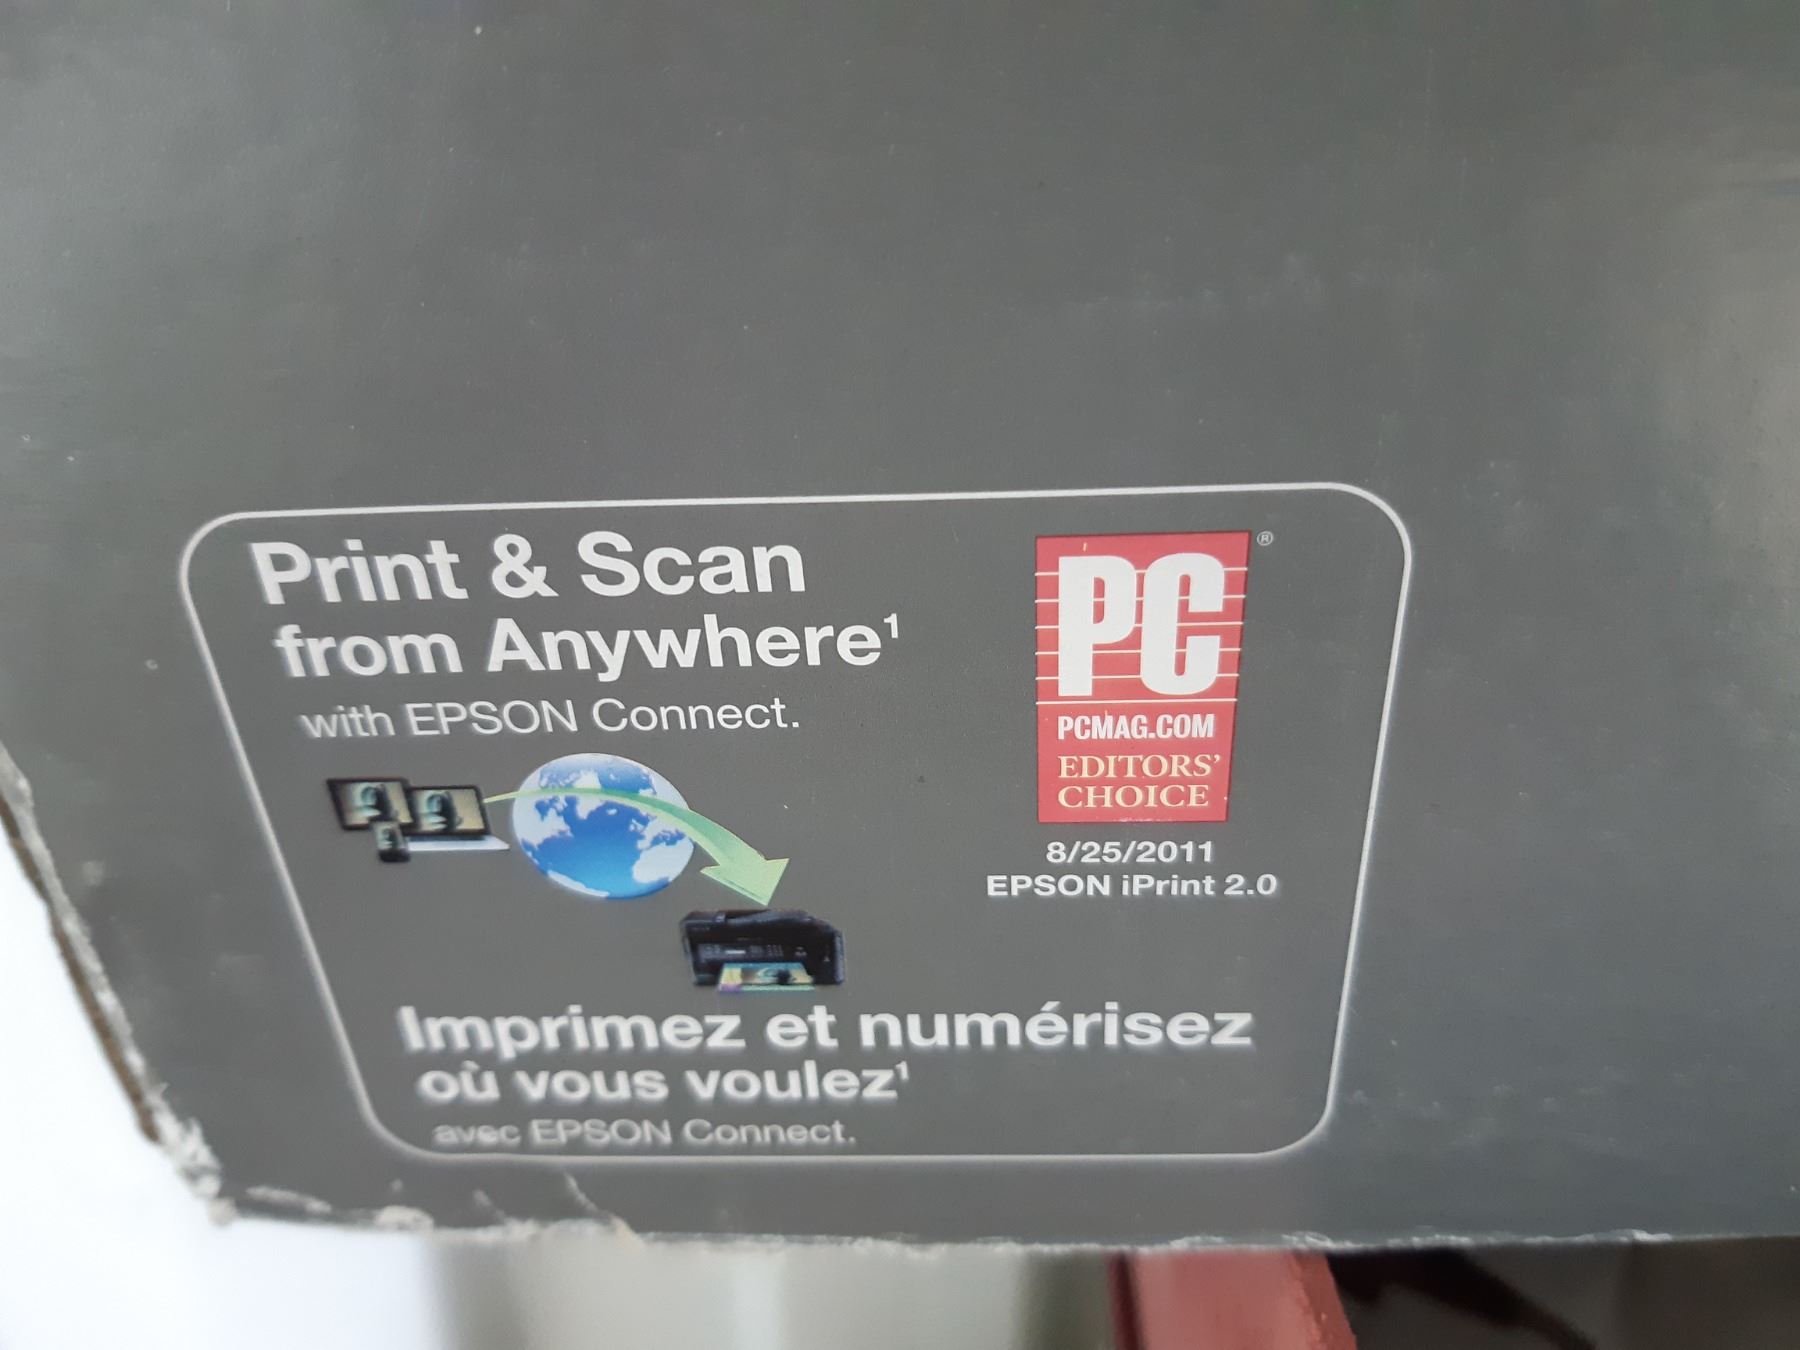 Print & Scan
from Anywhere¹
with EPSON Connect.
PC®
PCMAG.COM
EDITORS'
CHOICE
8/25/2011
EPSON iPrint 2.0
Imprimez et numérisez
où vous voulez¹
avec EPSON Connect.